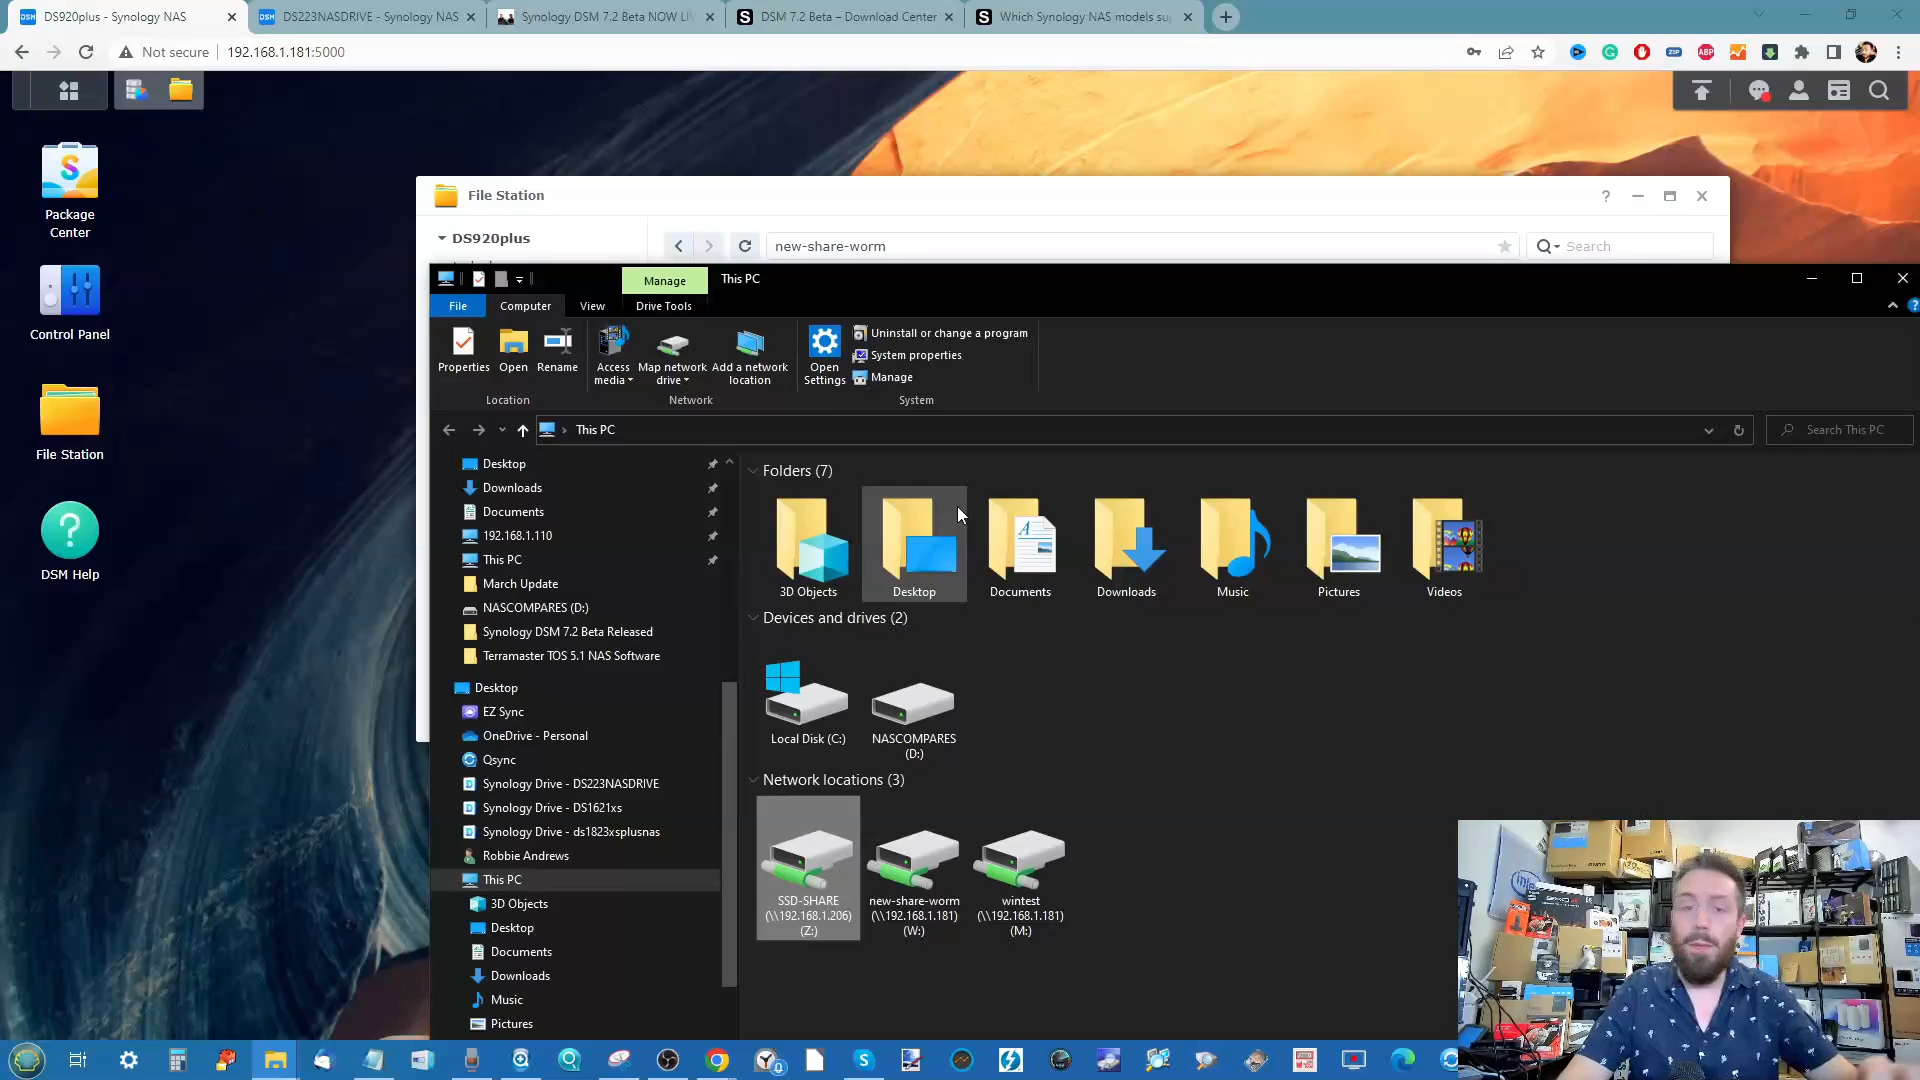 DS920plus - Synology NAS
DS223NASDRIVE - Synology NAS
Synology DSM 7.2 Beta NOW LIV
DSM 7.2 Beta – Download Center
Which Synology NAS models sup
Not secure
192.168.1.181:5000
ZIP
ABP
Package
Center
Control Panel
File Station
DSM Help
File Station
DS920plus
new-share-worm
Search
Manage
This PC
File
Computer
View
Drive Tools
Properties
Open
Rename
Access
media
Map network
drive
Add a network
location
Open
Settings
Uninstall or change a program
System properties
Manage
Location
Network
System
This PC
Search This PC
Desktop
Downloads
Documents
192.168.1.110
This PC
March Update
NASCOMPARES (D:)
Synology DSM 7.2 Beta Released
Terramaster TOS 5.1 NAS Software
Desktop
EZ Sync
OneDrive - Personal
Qsync
Synology Drive - DS223NASDRIVE
Synology Drive - DS1621xs
Synology Drive - ds1823xsplusnas
Robbie Andrews
This PC
3D Objects
Desktop
Documents
Downloads
Music
Pictures
Folders (7)
3D Objects
Desktop
Documents
Downloads
Music
Pictures
Videos
Devices and drives (2)
Local Disk (C:)
NASCOMPARES
(D:)
Network locations (3)
SSD-SHARE
(\\192.168.1.206)
(Z:)
new-share-worm
(\\192.168.1.181)
(W:)
wintest
(\\192.168.1.181)
(M:)
intel